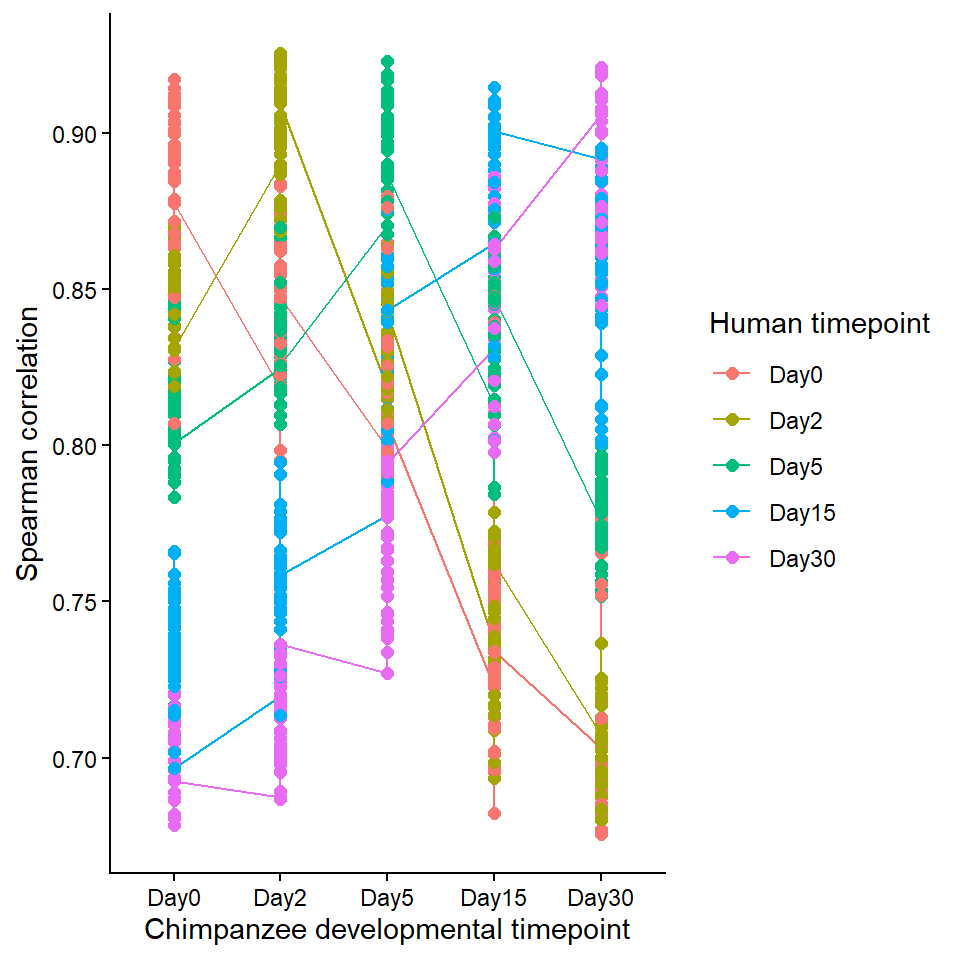 Spearman correlation
0.90
0.85
0.80
0.75
0.70
Day0 Day2 Day5 Day15 Day30
Chimpanzee developmental timepoint
Human timepoint
Day0
Day2
Day5
Day15
Day30